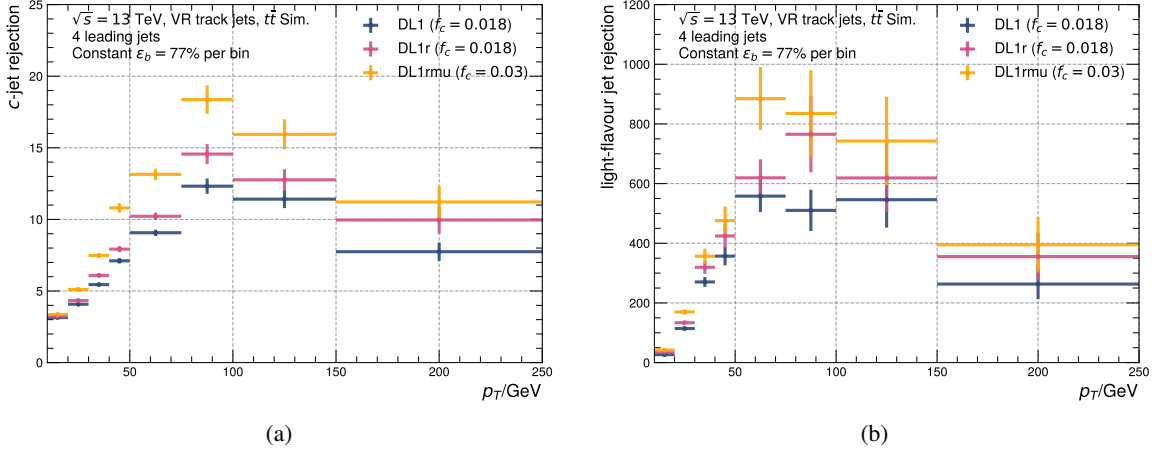 √s = 13 TeV, VR track jets, tt̄ Sim.
4 leading jets
Constant ε_b = 77% per bin
DL1 (f_c = 0.018)
DL1r (f_c = 0.018)
DL1rmu (f_c = 0.03)
c-jet rejection
25
20
15
10
5
0
50 100 150 200 250
p_T/GeV
(a)
√s = 13 TeV, VR track jets, tt̄ Sim.
4 leading jets
Constant ε_b = 77% per bin
DL1 (f_c = 0.018)
DL1r (f_c = 0.018)
DL1rmu (f_c = 0.03)
light-flavour jet rejection
1200
1000
800
600
400
200
0
50 100 150 200 250
p_T/GeV
(b)